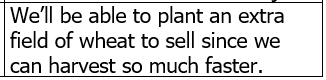 We'll be able to plant an extra
field of wheat to sell since we
can harvest so much faster.